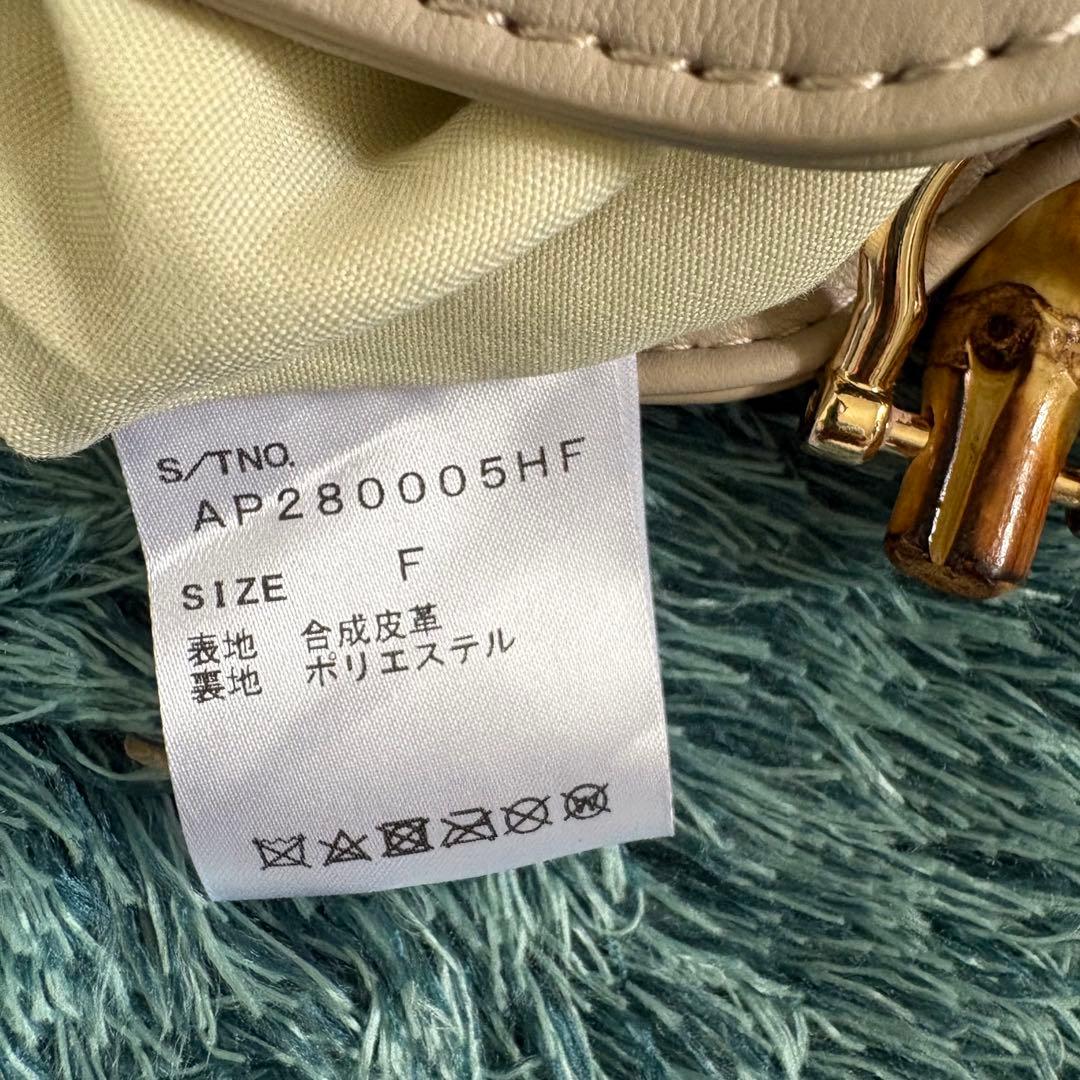 S/TNO.
AP280005HF
SIZE F
表地 合成皮革
裏地 ポリエステル